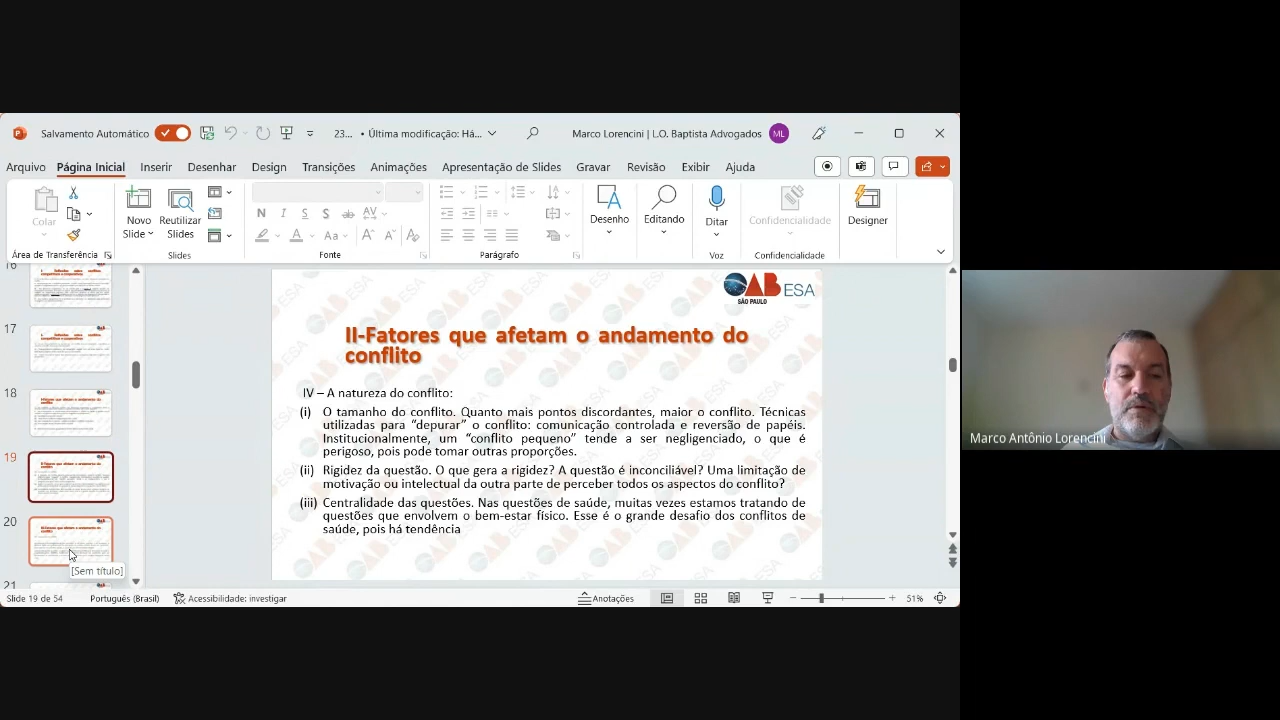 Salvamento Automático
23... • Última modificação: Há...
Marco Lorencini | L.O. Baptista Advogados
ML
Arquivo Página Inicial Inserir Desenhar Design Transições Animações Apresentação de Slides Gravar Revisão Exibir Ajuda
Colar
Novo Slide
Reutilizar Slides
N I S S ab AV
Aa
Desenho
Editando
Ditar
Confidencialidade
Designer
Área de Transferência
Slides
Fonte
Parágrafo
Voz
Confidencialidade
16
17
18
19
20
21
[Sem título]
OAB ESA
SÃO PAULO
II-Fatores que afetam o andamento do
conflito
IV – A natureza do conflito:
(i) O tamanho do conflito. Quanto mais pontos discordantes, maior o conflito. Técnicas
utilizadas para “depurar” conflito: comunicação controlada e reversão de papéis.
Institucionalmente, um “conflito pequeno” tende a ser negligenciado, o que é
perigoso, pois pode tomar outras proporções.
(ii) Rigidez da questão. O que gera rigidez? A questão é inconciliável? Uma limitação de
situação ou intelectual da parte de perceber todos os aspectos do conflito?
(iii) Centralidade das questões. Nas questões de saúde, muitas vezes estamos tratando de
questões que envolvem o bem-estar físico. Esse é o grande desafio dos conflitos de
saúde, pois há urgência
Slide 19 de 54
Português (Brasil)
Acessibilidade: investigar
Anotações
51%
Marco Antônio Lorencini